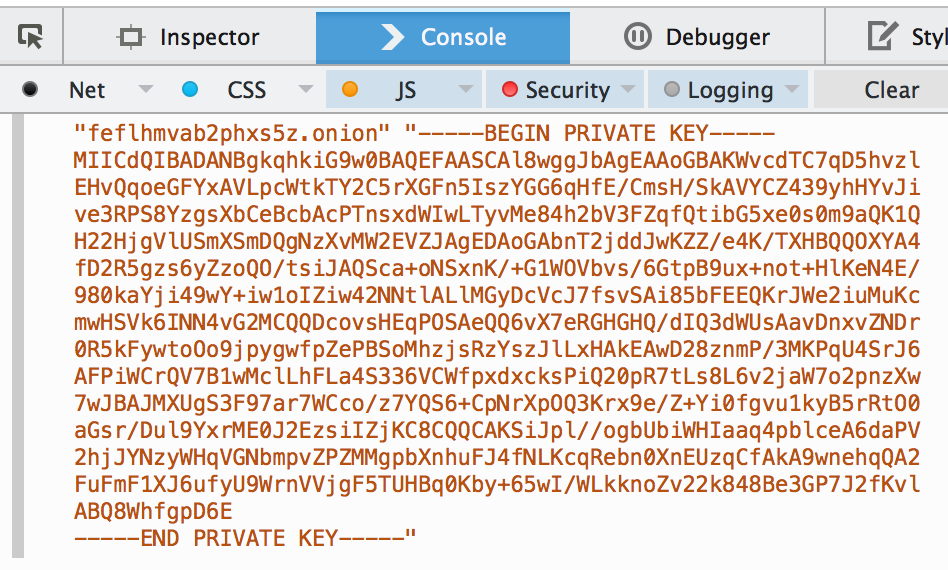 Inspector Console Debugger Styl
Net CSS JS Security Logging Clear
"feflhmvab2phxs5z.onion" "-----BEGIN PRIVATE KEY-----
MIICdQIBADANBgkqhkiG9w0BAQEFAASCAl8wggJbAgEAAoGBAKWvcdTC7qD5hvzl
EHvQqoeGFYxAVLpcWtkTY2C5rXGFn5IszYGG6qHfE/CmsH/SkAVYCZ439yhHYvJi
ve3RPS8YzgsXbCeBcbAcPTnsxdWIwLTyvMe84h2bV3FZqfQtibG5xe0s0m9aQK1Q
H22HjgVlUSmXSmDQgNzXvMW2EVZJAgEDAoGAbnT2jddJwKZZ/e4K/TXHBQQOXYA4
fD2R5gzs6yZzoQO/tsiJAQSca+oNSxnK/+G1WOVbvs/6GtpB9ux+not+HlKeN4E/
980kaYji49wY+iw1oIZiw42NNtlALlMGyDcVcJ7fsvSAi85bFEEQKrJWe2iuMuKc
mwHSVk6INN4vG2MCQQDcovsHEqPOSAeQQ6vX7eRGHGHQ/dIQ3dWUsAavDnxvZNDr
0R5kFywtoOo9jpygwfpZePBSoMhzjsRzYszJlLxHAkEAwD28znmP/3MKPqU4SrJ6
AFPiWCrQV7B1wMclLhFLa4S336VCWfpxdxcksPiQ20pR7tLs8L6v2jaW7o2pnzXw
7wJBAJMXUgS3F97ar7WCco/z7YQS6+CpNrXpOQ3Krx9e/Z+Yi0fgvu1kyB5rRtO0
aGsr/Dul9YxrME0J2EzsiIZjKC8CQQCAKSiJpl//ogbUbiWHIaaq4pblceA6daPV
2hjJYNzyWHqVGNbmpvZPZMMgpbXnhuFJ4fNLKcqRebn0XnEUzqCfAkA9wnehqQA2
FuFmF1XJ6ufyU9WrnVVjgF5TUHBq0Kby+65wI/WLkknoZv22k848Be3GP7J2fKvl
ABQ8WhfgpD6E
-----END PRIVATE KEY-----"